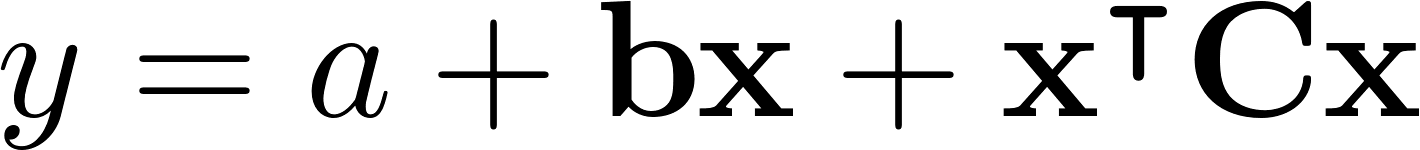 y = a + bx + x^⊤Cx